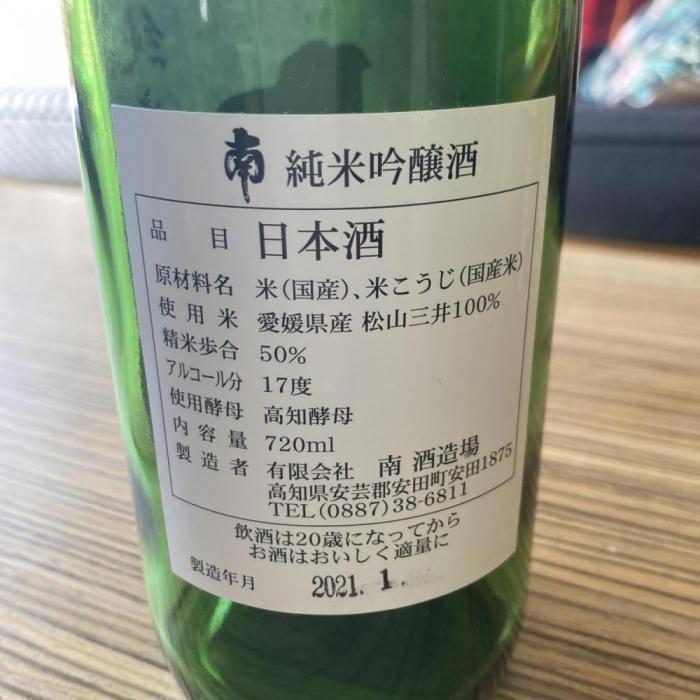 南 純米吟醸酒
品目 日本酒
原材料名 米(国産)、米こうじ(国産米)
使用米 愛媛県産 松山三井100%
精米歩合 50%
アルコール分 17度
使用酵母 高知酵母
内容量 720ml
製造者 有限会社 南 酒造場
高知県安芸郡安田町安田1875
TEL(0887)38-6811
飲酒は20歳になってから
お酒はおいしく適量に
製造年月 2021. 1.